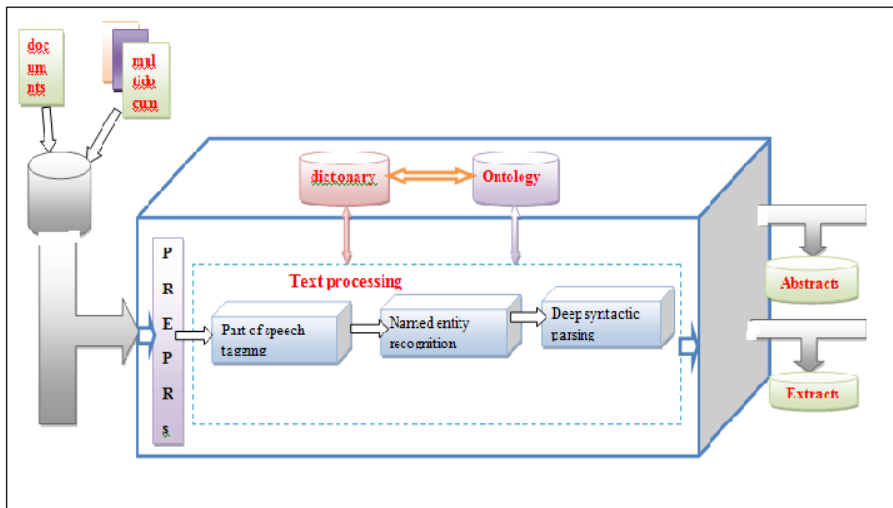 doc
um
nts
mul
tido
cum
dictonary
Ontology
P
R
E
P
R
s
Text processing
Part of speech
tagging
Named entity
recognition
Deep syntactic
parsing
Abstracts
Extracts